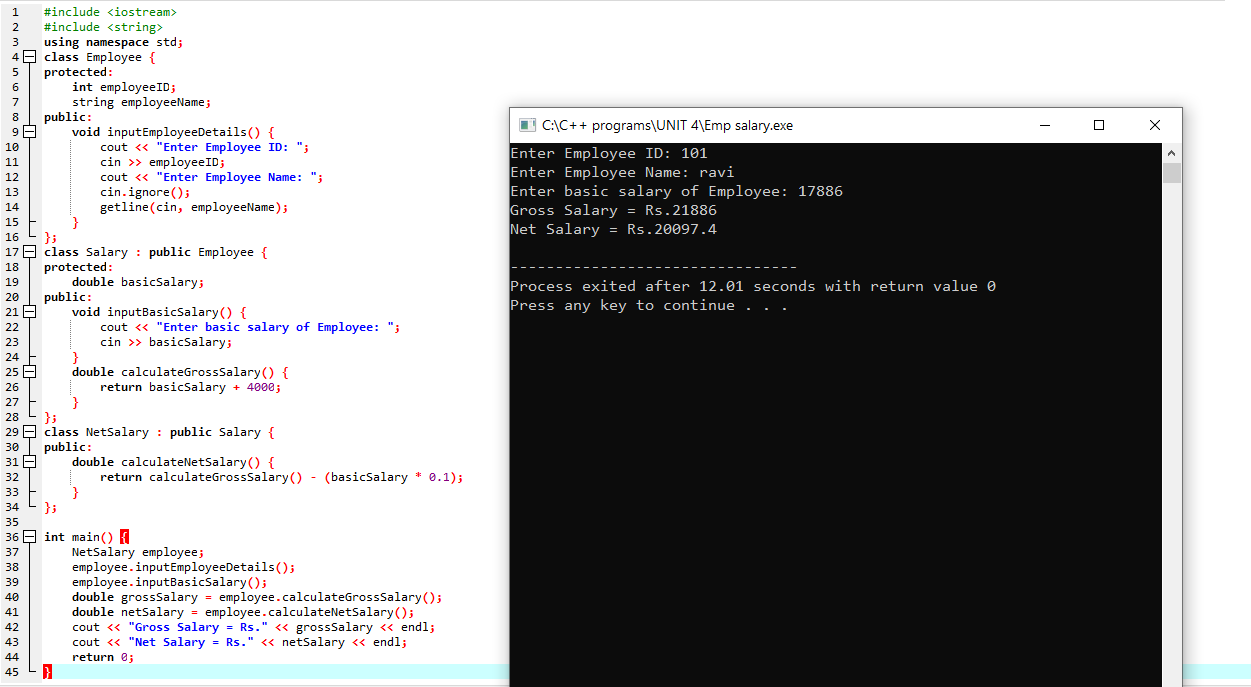 1 #include <iostream>
2 #include <string>
3 using namespace std;
4 class Employee {
5 protected:
6     int employeeID;
7     string employeeName;
8 public:
9     void inputEmployeeDetails() {
10         cout << "Enter Employee ID: ";
11         cin >> employeeID;
12         cout << "Enter Employee Name: ";
13         cin.ignore();
14         getline(cin, employeeName);
15     }
16 };
17 class Salary : public Employee {
18 protected:
19     double basicSalary;
20 public:
21     void inputBasicSalary() {
22         cout << "Enter basic salary of Employee: ";
23         cin >> basicSalary;
24     }
25     double calculateGrossSalary() {
26         return basicSalary + 4000;
27     }
28 };
29 class NetSalary : public Salary {
30 public:
31     double calculateNetSalary() {
32         return calculateGrossSalary() - (basicSalary * 0.1);
33     }
34 };
35
36 int main() {
37     NetSalary employee;
38     employee.inputEmployeeDetails();
39     employee.inputBasicSalary();
40     double grossSalary = employee.calculateGrossSalary();
41     double netSalary = employee.calculateNetSalary();
42     cout << "Gross Salary = Rs." << grossSalary << endl;
43     cout << "Net Salary = Rs." << netSalary << endl;
44     return 0;
45 }
C:\C++ programs\UNIT 4\Emp salary.exe
Enter Employee ID: 101
Enter Employee Name: ravi
Enter basic salary of Employee: 17886
Gross Salary = Rs.21886
Net Salary = Rs.20097.4
--------------------------------
Process exited after 12.01 seconds with return value 0
Press any key to continue . . .